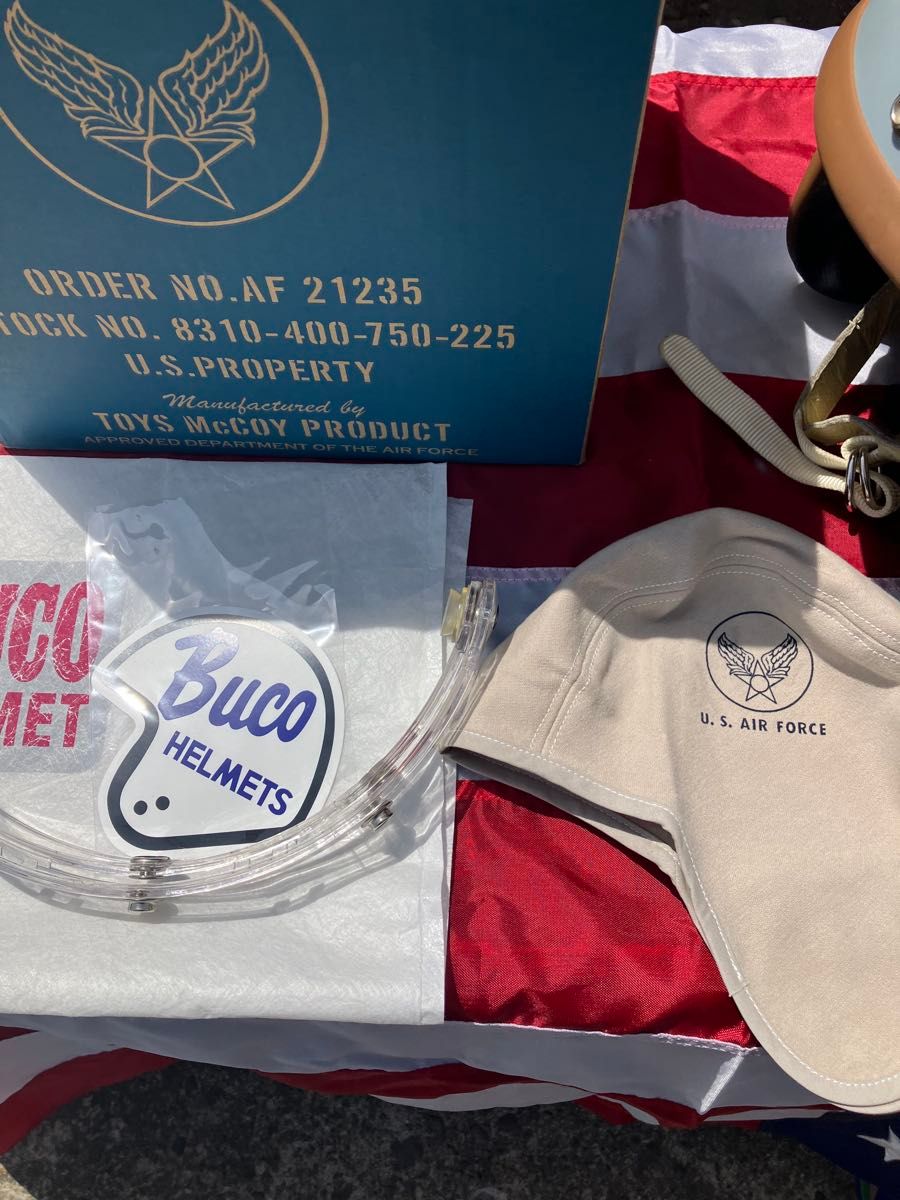 ORDER NO. AF 21235
TOCK NO. 8310-400-750-225
U.S.PROPERTY
Manufactured by
TOYS McCOY PRODUCT
APPROVED DEPARTMENT OF THE AIR FORCE
UCO
MET
Buco
HELMETS
U. S. AIR FORCE